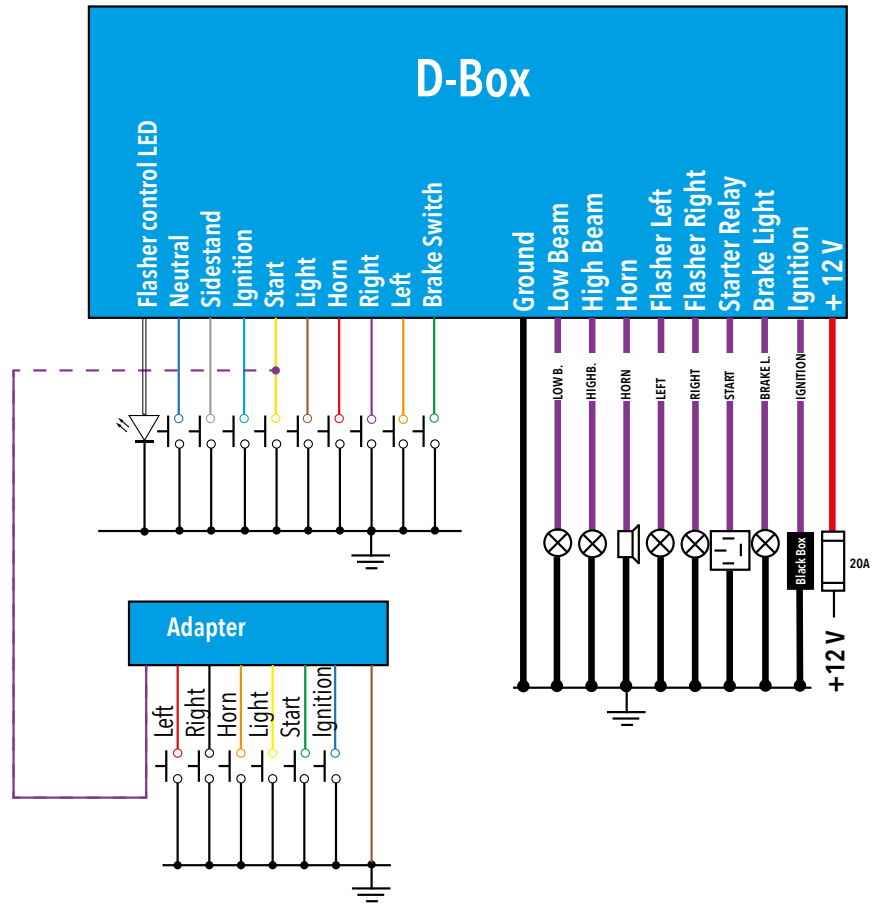 D-Box
Flasher control LED
Neutral
Sidestand
Ignition
Start
Light
Horn
Right
Left
Brake Switch
Ground
Low Beam
High Beam
Horn
Flasher Left
Flasher Right
Starter Relay
Brake Light
Ignition
+ 12 V
LOW B.
HIGHB.
HORN
LEFT
RIGHT
START
BRAKE L.
IGNITION
Black Box
20A
+12 V
Adapter
Left
Right
Horn
Light
Start
Ignition